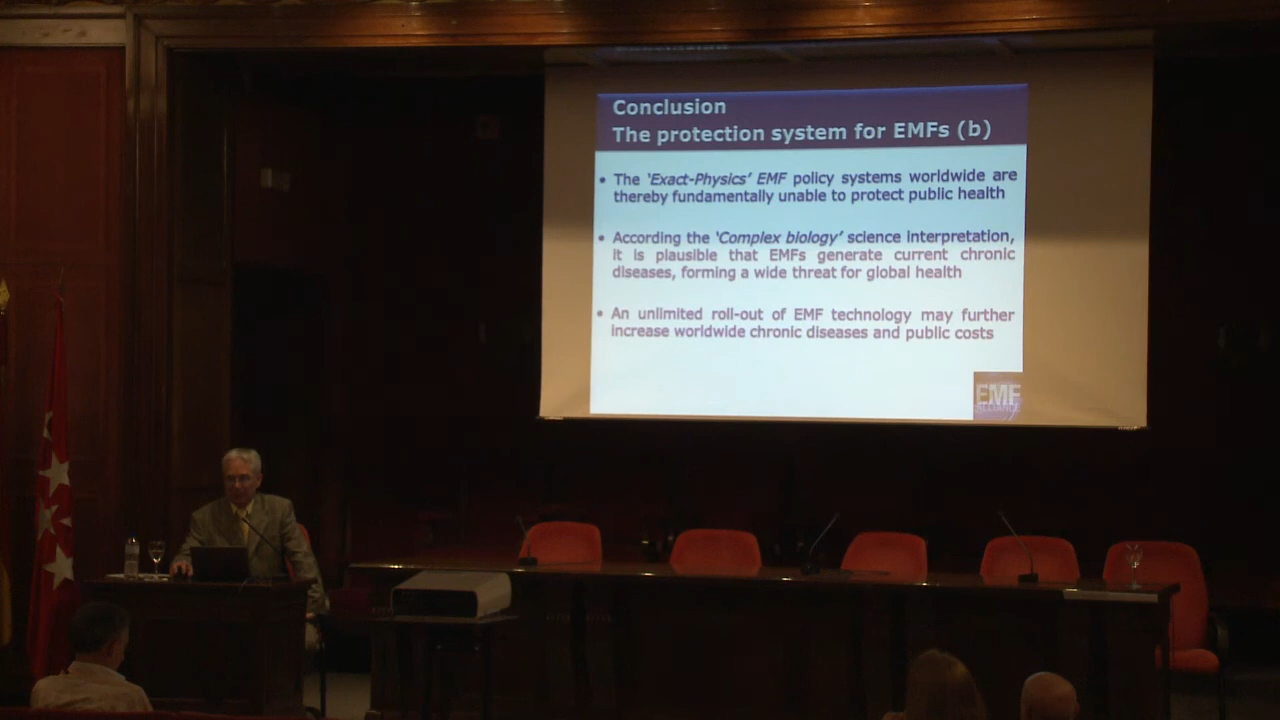 Conclusion
The protection system for EMFs (b)
• The 'Exact-Physics' EMF policy systems worldwide are
thereby fundamentally unable to protect public health
• According the 'Complex biology' science interpretation,
it is plausible that EMFs generate current chronic
diseases, forming a wide threat for global health
• An unlimited roll-out of EMF technology may further
increase worldwide chronic diseases and public costs
EMF
ALLIANCE